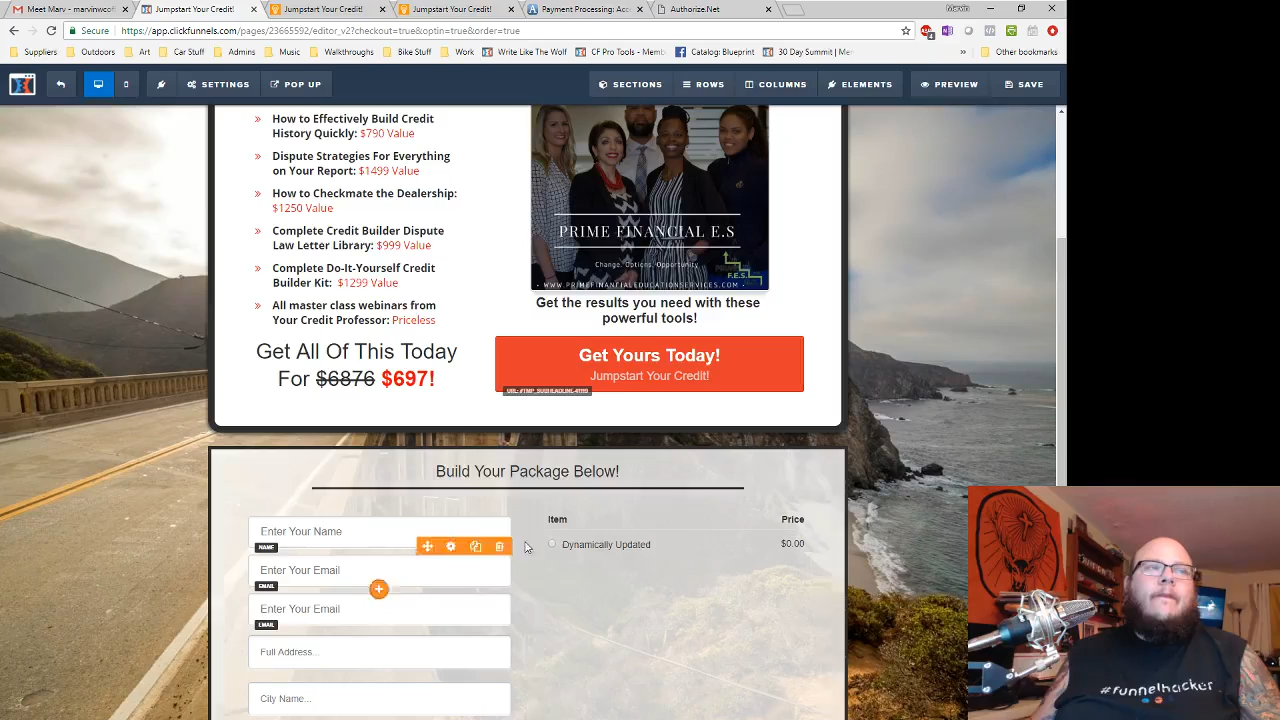 Meet Marv - marvinwcoff
Jumpstart Your Credit!
Jumpstart Your Credit!
Jumpstart Your Credit!
Payment Processing: Acc
Authorize.Net
Marvin
Secure
https://app.clickfunnels.com/pages/23665592/editor_v2?checkout=true&optin=true&order=true
Suppliers
Outdoors
Art
Car Stuff
Admins
Music
Walkthroughs
Bike Stuff
Work
Write Like The Wolf
CF Pro Tools - Memb
Catalog: Blueprint
30 Day Summit | Me
Other bookmarks
SETTINGS
POP UP
SECTIONS
ROWS
COLUMNS
ELEMENTS
PREVIEW
SAVE
How to Effectively Build Credit
History Quickly: $790 Value
Dispute Strategies For Everything
on Your Report: $1499 Value
How to Checkmate the Dealership:
$1250 Value
Complete Credit Builder Dispute
Law Letter Library: $999 Value
Complete Do-It-Yourself Credit
Builder Kit: $1299 Value
All master class webinars from
Your Credit Professor: Priceless
Get All Of This Today
For $6876 $697!
PRIME FINANCIAL E.S
Change, Options, Opportunity
F.E.S.
· WWW.PRIMEFINANCIALEDUCATIONSERVICES.COM ·
Get the results you need with these
powerful tools!
Get Yours Today!
Jumpstart Your Credit!
Build Your Package Below!
Enter Your Name
NAME
Enter Your Email
EMAIL
Enter Your Email
EMAIL
Full Address...
City Name...
Item
Price
Dynamically Updated
$0.00
#funnelhacker